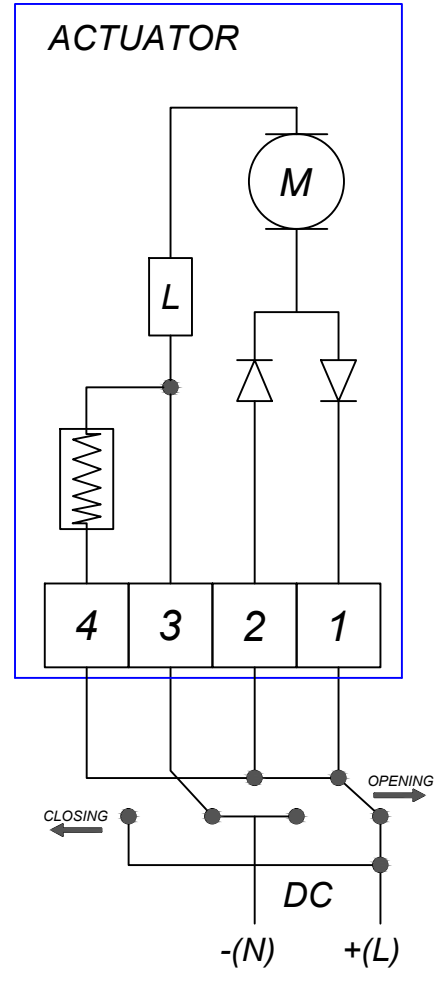 ACTUATOR
M
L
4 3 2 1
OPENING
CLOSING
DC
-(N) +(L)